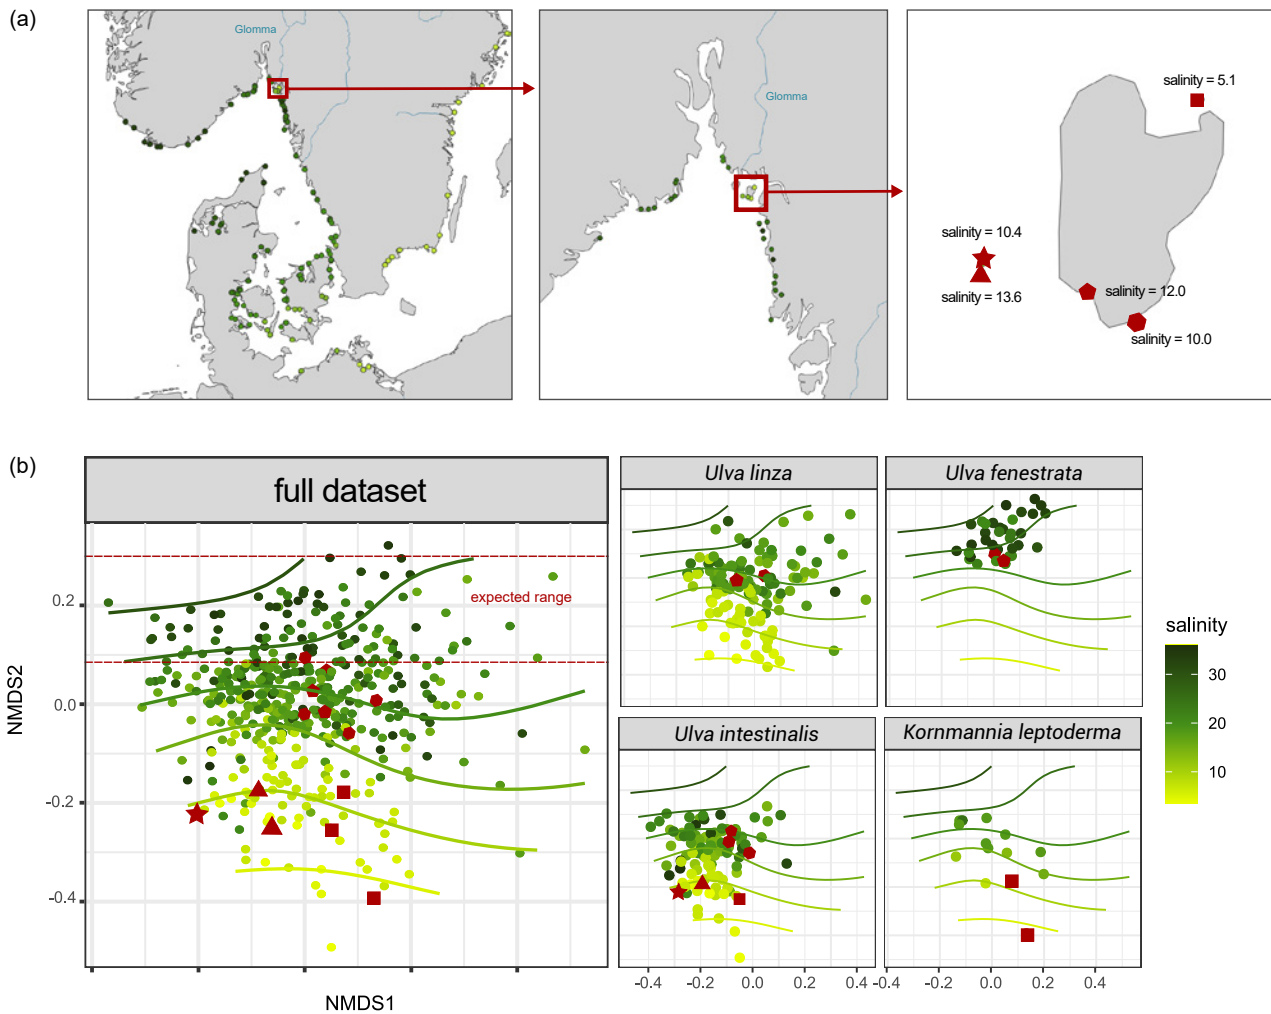 (a)
Glomma
Glomma
salinity = 5.1
salinity = 10.4
salinity = 13.6
salinity = 12.0
salinity = 10.0
(b)
full dataset
Ulva linza
Ulva fenestrata
expected range
0.2
0.0
-0.2
-0.4
NMDS2
NMDS1
Ulva intestinalis
Kornmannia leptoderma
-0.4 -0.2 0.0 0.2 0.4
-0.4 -0.2 0.0 0.2 0.4
salinity
30
20
10